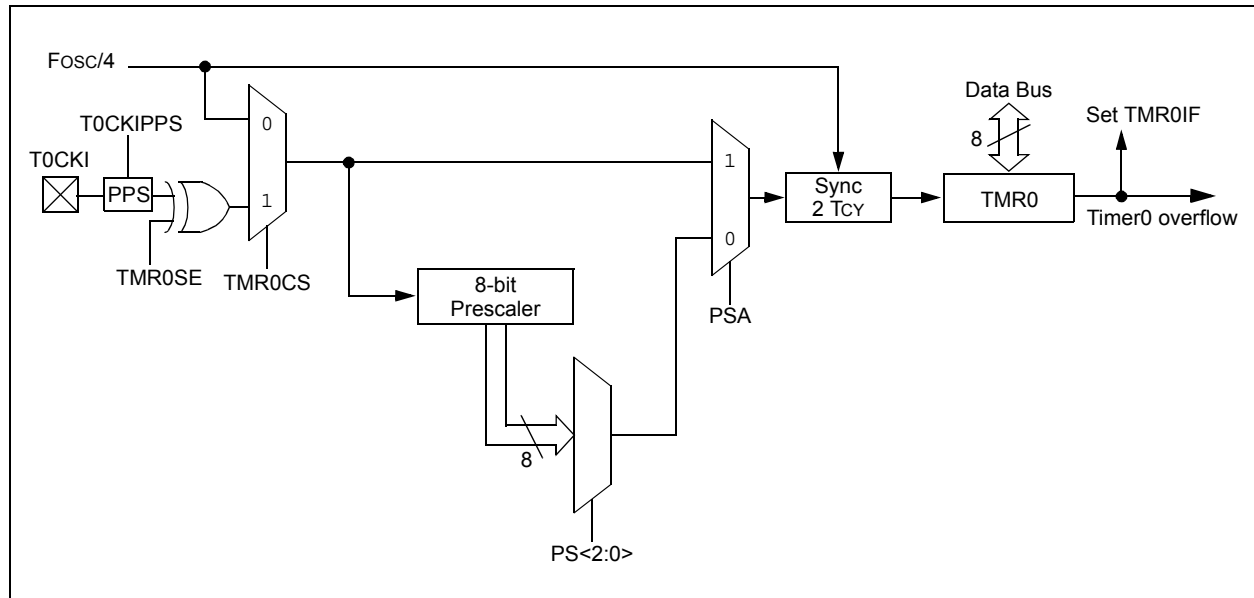 FOSC/4
Data Bus
8
Set TMR0IF
T0CKIPPS
0
T0CKI
PPS
1
1
Sync
2 TCY
TMR0
Timer0 overflow
0
TMR0SE
TMR0CS
8-bit
Prescaler
PSA
8
PS<2:0>